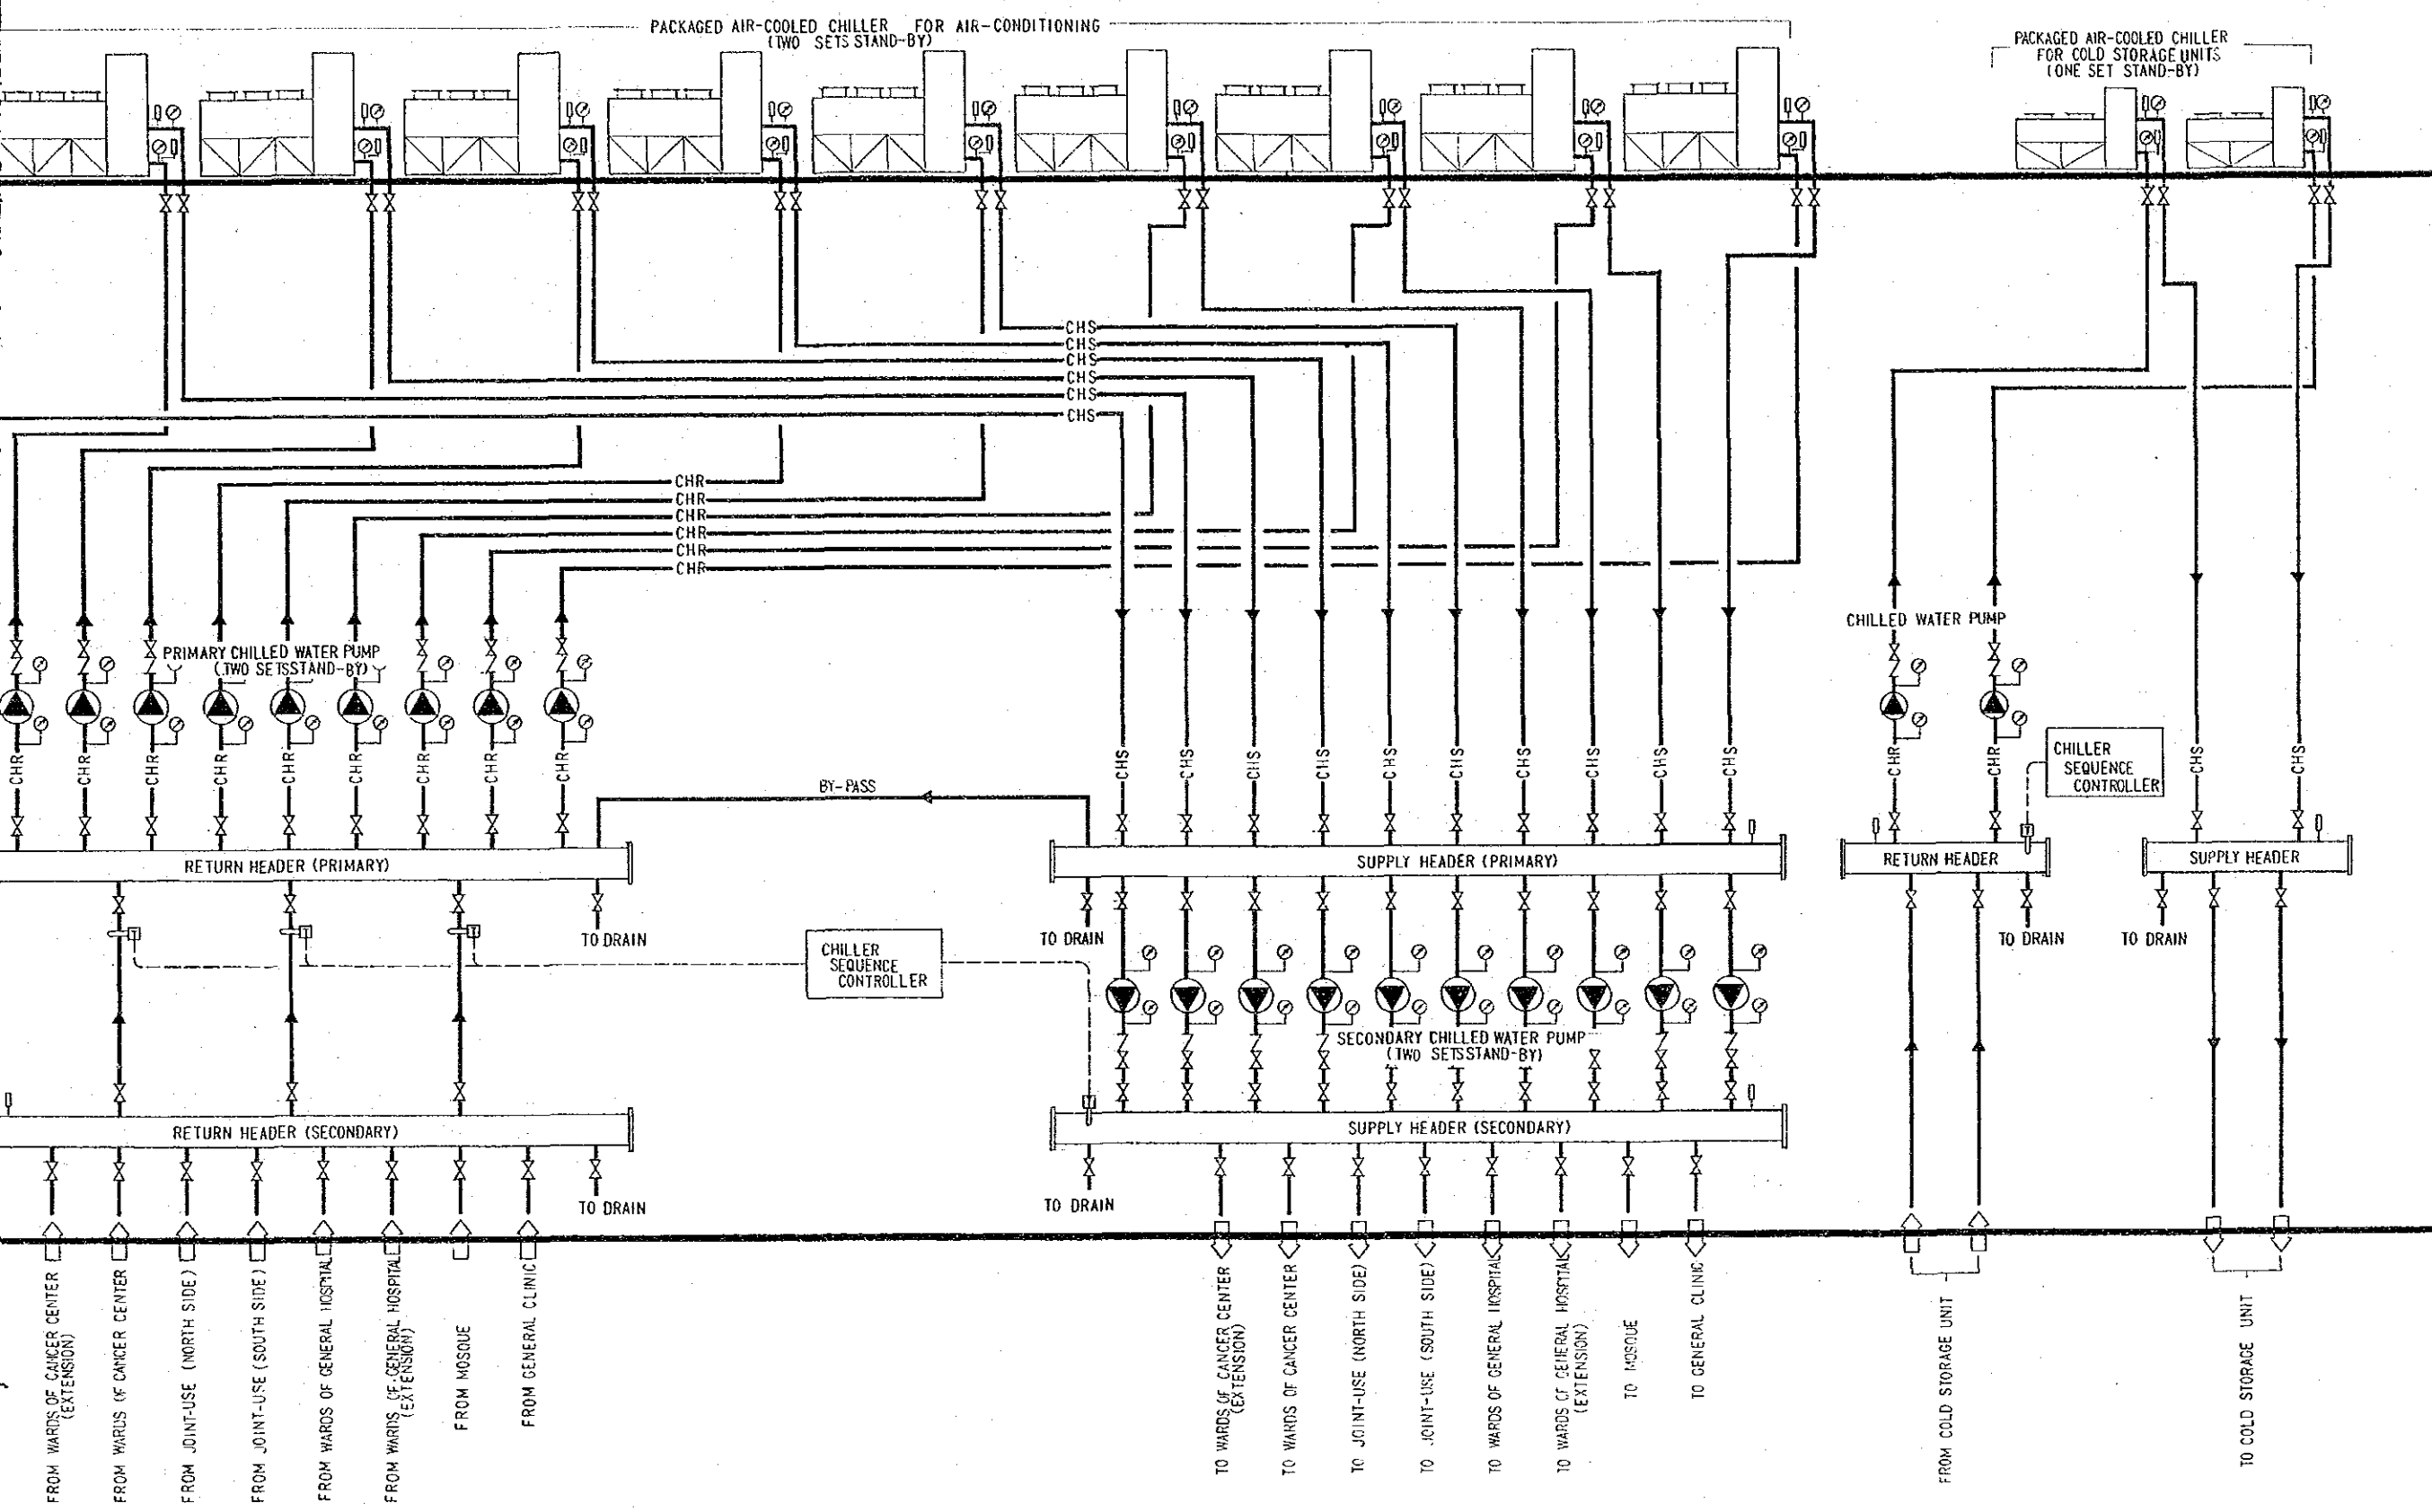 PACKAGED AIR-COOLED CHILLER FOR AIR-CONDITIONING
(TWO SETS STAND-BY)
PACKAGED AIR-COOLED CHILLER
FOR COLD STORAGE UNITS
(ONE SET STAND-BY)
CHS
CHS
CHS
CHS
CHS
CHS
CHR
CHR
CHR
CHR
CHR
CHR
PRIMARY CHILLED WATER PUMP
(TWO SETS STAND-BY)
CHILLED WATER PUMP
CHR
CHR
CHR
CHR
CHR
CHR
CHR
CHR
CHR
BY-PASS
CHS
CHS
CHS
CHS
CHS
CHS
CHS
CHS
CHS
CHS
CHR
CHR
CHILLER
SEQUENCE
CONTROLLER
CHS
CHS
RETURN HEADER (PRIMARY)
SUPPLY HEADER (PRIMARY)
RETURN HEADER
SUPPLY HEADER
TO DRAIN
CHILLER
SEQUENCE
CONTROLLER
TO DRAIN
TO DRAIN
TO DRAIN
SECONDARY CHILLED WATER PUMP
(TWO SETS STAND-BY)
RETURN HEADER (SECONDARY)
SUPPLY HEADER (SECONDARY)
TO DRAIN
TO DRAIN
FROM WARDS OF CANCER CENTER
(EXTENSION)
FROM WARDS OF CANCER CENTER
FROM JOINT-USE (NORTH SIDE)
FROM JOINT-USE (SOUTH SIDE)
FROM WARDS OF GENERAL HOSPITAL
FROM WARDS OF GENERAL HOSPITAL
(EXTENSION)
FROM MOSQUE
FROM GENERAL CLINIC
TO WARDS OF CANCER CENTER
(EXTENSION)
TO WARDS OF CANCER CENTER
TO JOINT-USE (NORTH SIDE)
TO JOINT-USE (SOUTH SIDE)
TO WARDS OF GENERAL HOSPITAL
TO WARDS OF GENERAL HOSPITAL
(EXTENSION)
TO MOSQUE
TO GENERAL CLINIC
FROM COLD STORAGE UNIT
TO COLD STORAGE UNIT